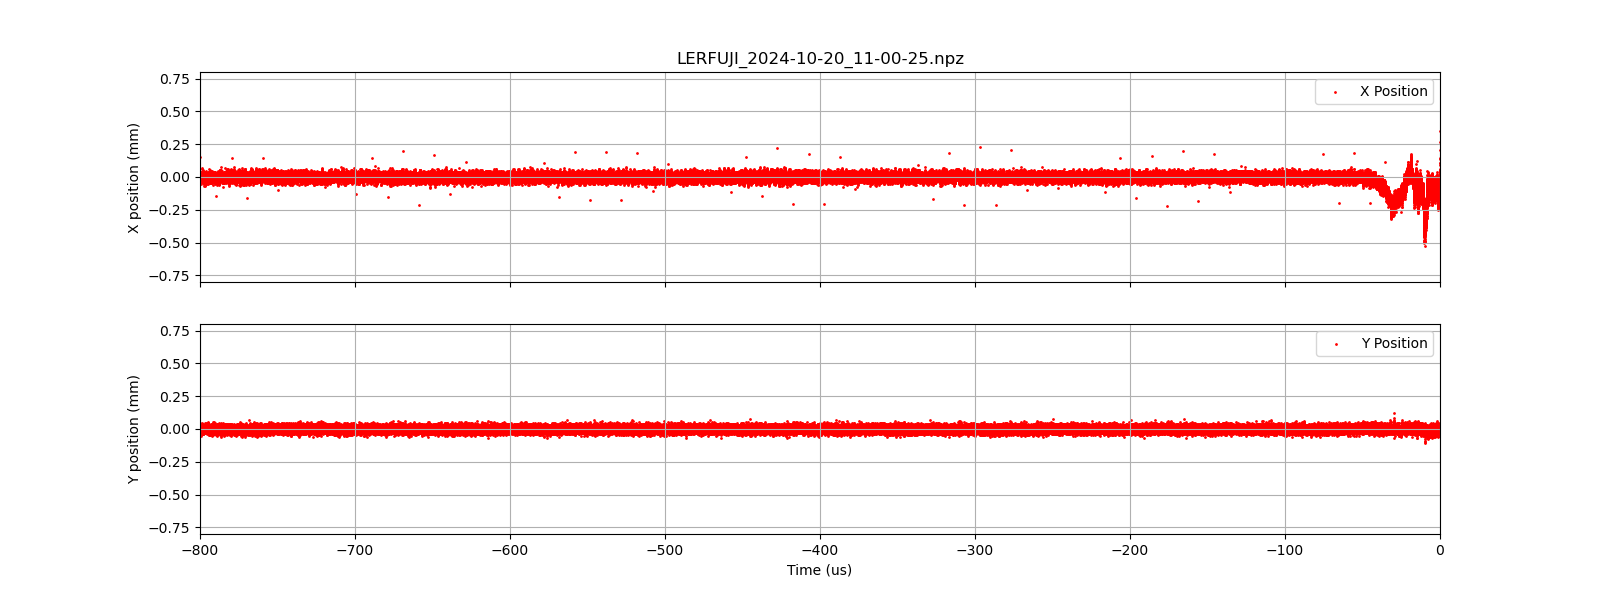 LERFUJI_2024-10-20_11-00-25.npz
X position (mm)
0.75
0.50
0.25
0.00
−0.25
−0.50
−0.75
X Position
Y position (mm)
0.75
0.50
0.25
0.00
−0.25
−0.50
−0.75
Y Position
−800 −700 −600 −500 −400 −300 −200 −100 0
Time (us)